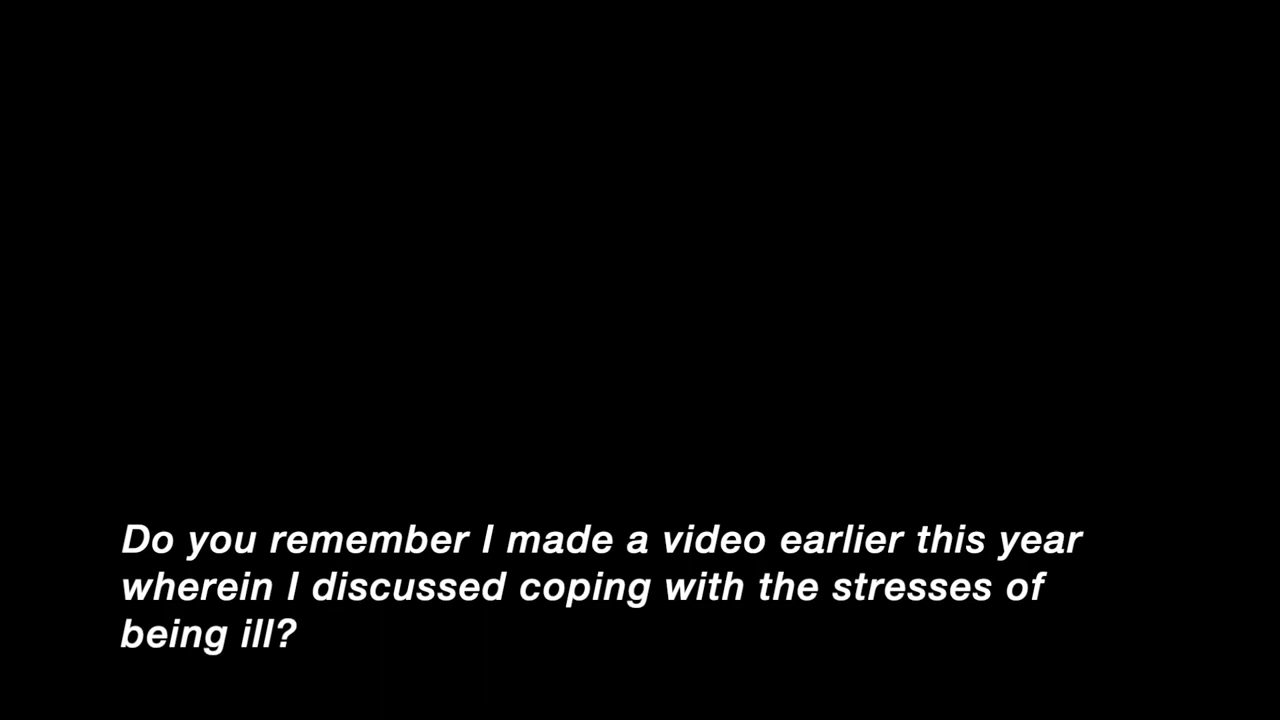 Do you remember I made a video earlier this year
wherein I discussed coping with the stresses of
being ill?